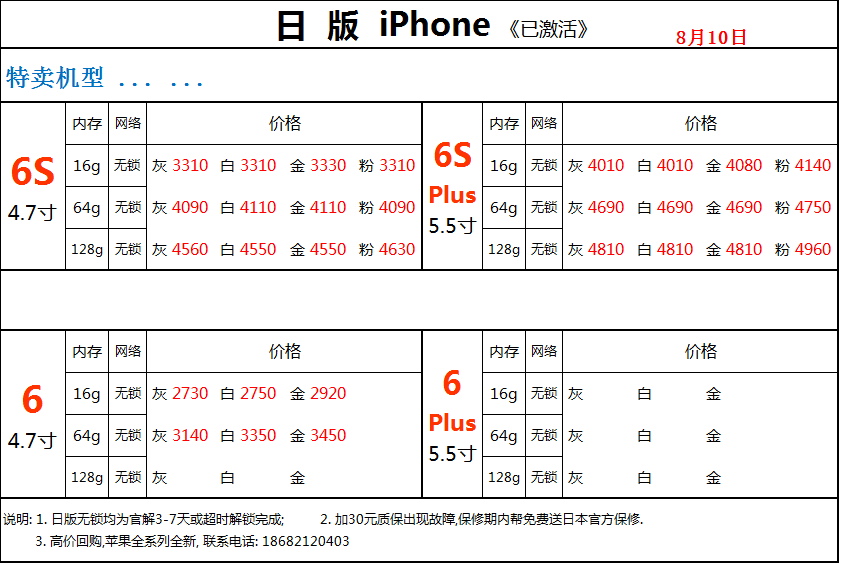 日 版 iPhone 《已激活》 8月10日
特卖机型 ... ...
6S 4.7寸
内存 网络 价格
16g 无锁 灰 3310 白 3310 金 3330 粉 3310
64g 无锁 灰 4090 白 4110 金 4110 粉 4090
128g 无锁 灰 4560 白 4550 金 4550 粉 4630
6S Plus 5.5寸
内存 网络 价格
16g 无锁 灰 4010 白 4010 金 4080 粉 4140
64g 无锁 灰 4690 白 4690 金 4690 粉 4750
128g 无锁 灰 4810 白 4810 金 4810 粉 4960
6 4.7寸
内存 网络 价格
16g 无锁 灰 2730 白 2750 金 2920
64g 无锁 灰 3140 白 3350 金 3450
128g 无锁 灰 白 金
6 Plus 5.5寸
内存 网络 价格
16g 无锁 灰 白 金
64g 无锁 灰 白 金
128g 无锁 灰 白 金
说明: 1. 日版无锁均为官解3-7天或超时解锁完成; 2. 加30元质保出现故障,保修期内帮免费送日本官方保修.
3. 高价回购,苹果全系列全新, 联系电话: 18682120403